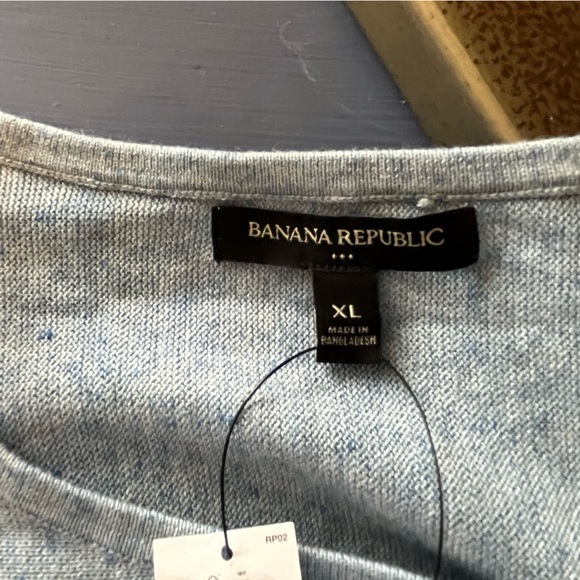 BANANA REPUBLIC
XL
MADE IN
BANGLADESH
RP02